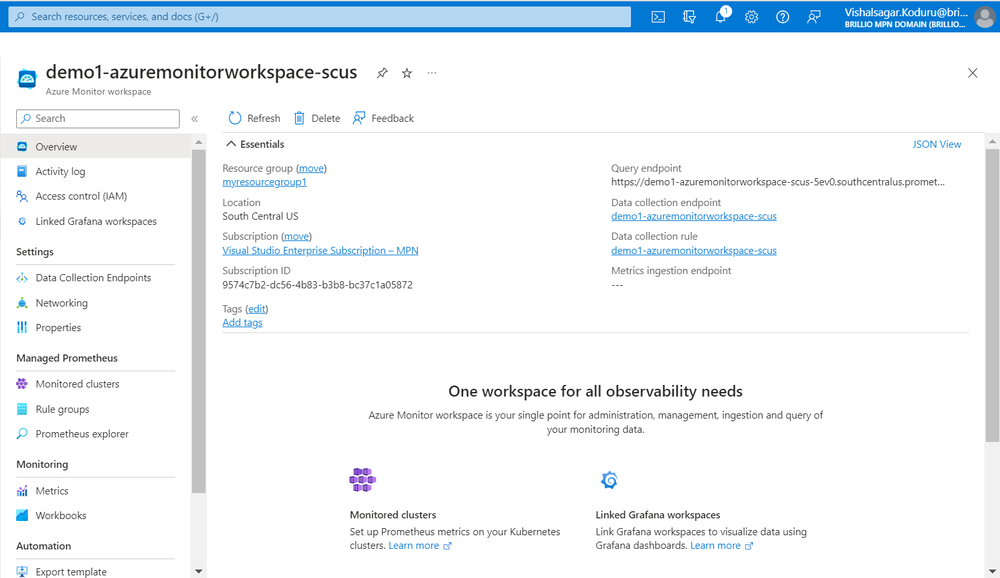 Search resources, services, and docs (G+/)
1
Vishalsagar.Koduru@bri...
BRILLIO MPN DOMAIN (BRILLIO...
demo1-azuremonitorworkspace-scus
...
Azure Monitor workspace
Search
«
Refresh
Delete
Feedback
Overview
Activity log
Access control (IAM)
Linked Grafana workspaces
Settings
Data Collection Endpoints
Networking
Properties
Managed Prometheus
Monitored clusters
Rule groups
Prometheus explorer
Monitoring
Metrics
Workbooks
Automation
Export template
Essentials
JSON View
Resource group (move)
myresourcegroup1
Location
South Central US
Subscription (move)
Visual Studio Enterprise Subscription – MPN
Subscription ID
9574c7b2-dc56-4b83-b3b8-bc37c1a05872
Tags (edit)
Add tags
Query endpoint
https://demo1-azuremonitorworkspace-scus-5ev0.southcentralus.promet...
Data collection endpoint
demo1-azuremonitorworkspace-scus
Data collection rule
demo1-azuremonitorworkspace-scus
Metrics ingestion endpoint
---
One workspace for all observability needs
Azure Monitor workspace is your single point for administration, management, ingestion and query of
your monitoring data.
Monitored clusters
Set up Prometheus metrics on your Kubernetes
clusters. Learn more
Linked Grafana workspaces
Link Grafana workspaces to visualize data using
Grafana dashboards. Learn more